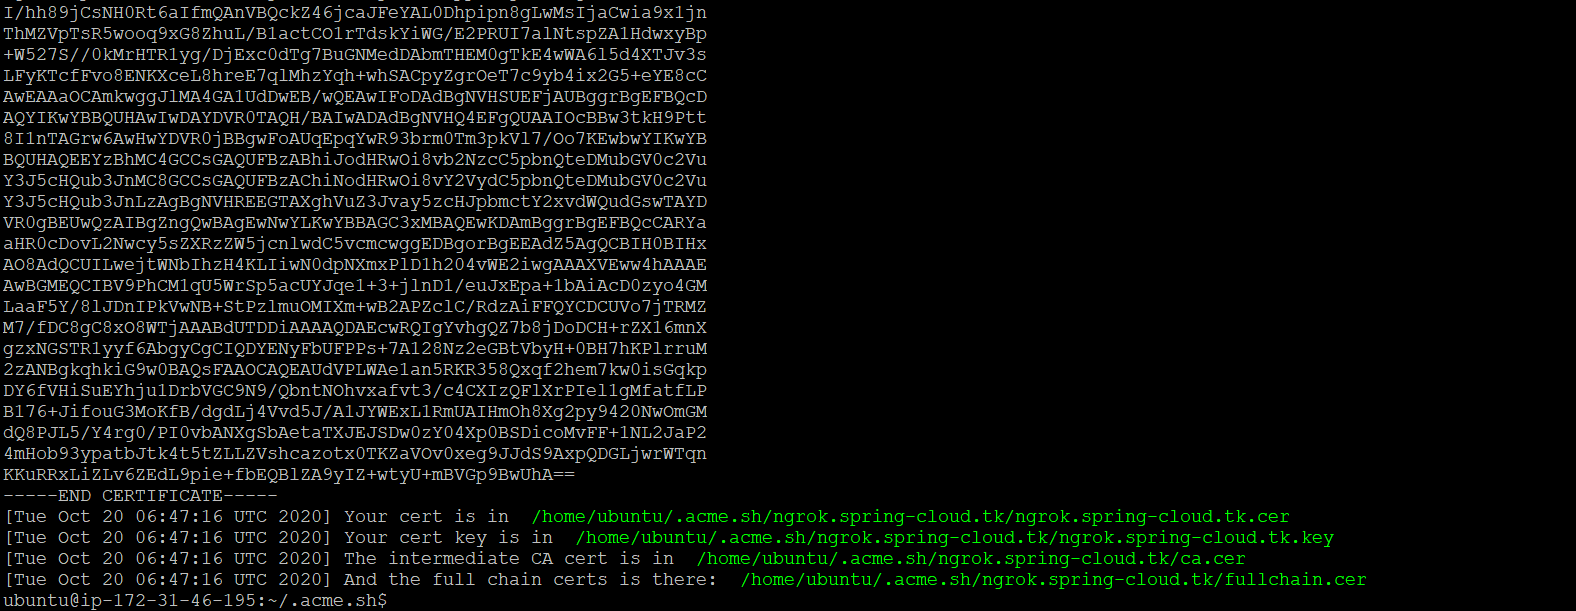 I/hh89jCsNH0Rt6aIfmQAnVBQckZ46jcaJFeYAL0Dhpipn8gLwMsIjaCwia9x1jn
ThMZVpTsR5wooq9xG8ZhuL/B1actCO1rTdskYiWG/E2PRUI7alNtspZA1HdwxyBp
+W527S//0kMrHTR1yg/DjExc0dTg7BuGNMedDAbmTHEM0gTkE4wWA6l5d4XTJv3s
LFyKTcfFvo8ENKXceL8hreE7qlMhzYqh+whSACpyZgrOeT7c9yb4ix2G5+eYE8cC
AwEAAaOCAmkwggJlMA4GA1UdDwEB/wQEAwIFoDAdBgNVHSUEFjAUBggrBgEFBQcD
AQYIKwYBBQUHAwIwDAYDVR0TAQH/BAIwADAdBgNVHQ4EFgQUAAIOcBBw3tkH9Ptt
8I1nTAGrw6AwHwYDVR0jBBgwFoAUqEpqYwR93brm0Tm3pkVl7/Oo7KEwbwYIKwYB
BQUHAQEEYzBhMC4GCCsGAQUFBzABhiJodHRwOi8vb2NzcC5pbnQteDMubGV0c2Vu
Y3J5cHQub3JnMC8GCCsGAQUFBzAChiNodHRwOi8vY2VydC5pbnQteDMubGV0c2Vu
Y3J5cHQub3JnLzAgBgNVHREEGTAXghVuZ3Jvay5zcHJpbmctY2xvdWQudGswTAYD
VR0gBEUwQzAIBgZngQwBAgEwNwYLKwYBBAGC3xMBAQEwKDAmBggrBgEFBQcCARYa
aHR0cDovL2Nwcy5sZXRzZW5jcnlwdC5vcmcwggEDBgorBgEEAdZ5AgQCBIH0BIHx
AO8AdQCUILwejtWNbIhzH4KLIiwN0dpNXmxPlD1h204vWE2iwgAAAXVEww4hAAAE
AwBGMEQCIBV9PhCM1qU5WrSp5acUYJqe1+3+jlnD1/euJxEpa+1bAiAcD0zyo4GM
LaaF5Y/8lJDnIPkVwNB+StPzlmuOMIXm+wB2APZclC/RdzAiFFQYCDCUVo7jTRMZ
M7/fDC8gC8xO8WTjAAABdUTDDiAAAAQDAEcwRQIgYvhgQZ7b8jDoDCH+rZX16mnX
gzxNGSTR1yyf6AbgyCgCIQDYENyFbUFPPs+7A128Nz2eGBtVbyH+0BH7hKPlrruM
2zANBgkqhkiG9w0BAQsFAAOCAQEAUdVPLWAe1an5RKR358Qxqf2hem7kw0isGqkp
DY6fVHiSuEYhju1DrbVGC9N9/QbntNOhvxafvt3/c4CXIzQFlXrPIel1gMfatfLP
B176+JifouG3MoKfB/dgdLj4Vvd5J/A1JYWExL1RmUAIHmOh8Xg2py9420NwOmGM
dQ8PJL5/Y4rg0/PI0vbANXgSbAetaTXJEJSDw0zY04Xp0BSDicoMvFF+1NL2JaP2
4mHob93ypatbJtk4t5tZLLZVshcazotx0TKZaVOv0xeg9JJdS9AxpQDGLjwrWTqn
KKuRRxLiZLv6ZEdL9pie+fbEQBlZA9yIZ+wtyU+mBVGp9BwUhA==
-----END CERTIFICATE-----
[Tue Oct 20 06:47:16 UTC 2020] Your cert is in  /home/ubuntu/.acme.sh/ngrok.spring-cloud.tk/ngrok.spring-cloud.tk.cer
[Tue Oct 20 06:47:16 UTC 2020] Your cert key is in  /home/ubuntu/.acme.sh/ngrok.spring-cloud.tk/ngrok.spring-cloud.tk.key
[Tue Oct 20 06:47:16 UTC 2020] The intermediate CA cert is in  /home/ubuntu/.acme.sh/ngrok.spring-cloud.tk/ca.cer
[Tue Oct 20 06:47:16 UTC 2020] And the full chain certs is there:  /home/ubuntu/.acme.sh/ngrok.spring-cloud.tk/fullchain.cer
ubuntu@ip-172-31-46-195:~/.acme.sh$